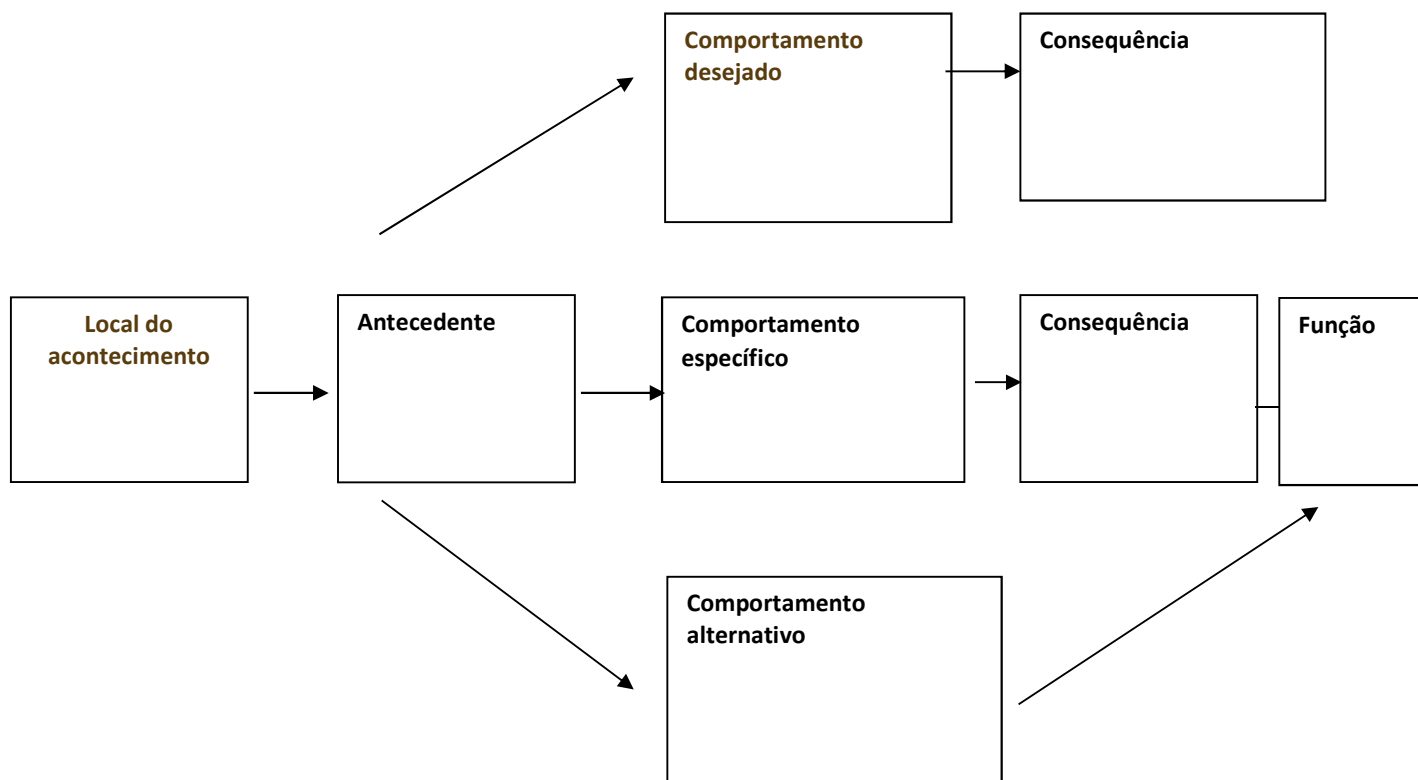 Comportamento
desejado
Consequência
Local do
acontecimento
Antecedente
Comportamento
específico
Consequência
Função
Comportamento
alternativo